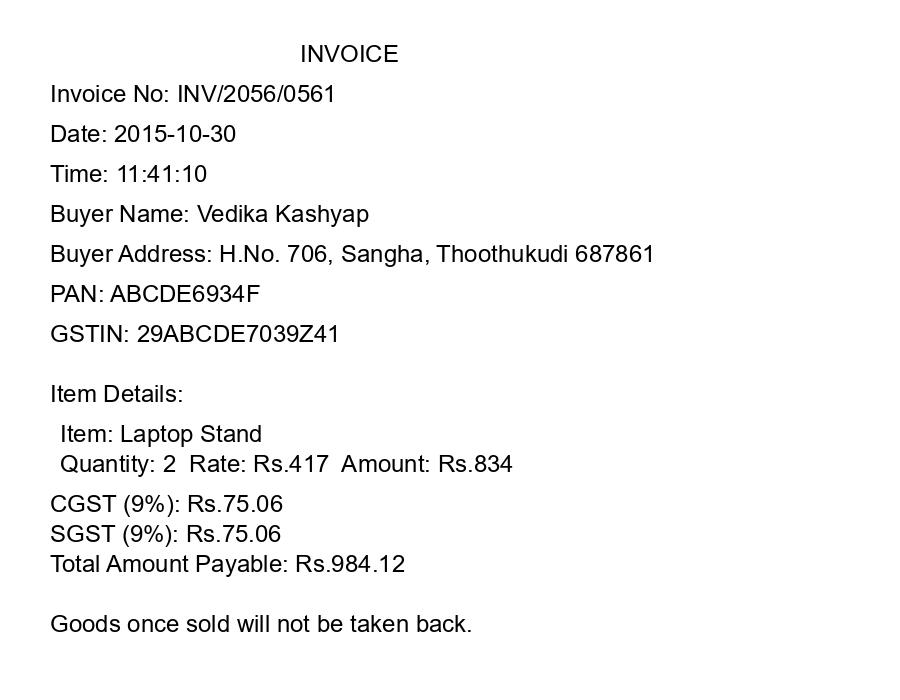 INVOICE
Invoice No: INV/2056/0561
Date: 2015-10-30
Time: 11:41:10
Buyer Name: Vedika Kashyap
Buyer Address: H.No. 706, Sangha, Thoothukudi 687861
PAN: ABCDE6934F
GSTIN: 29ABCDE7039Z41
Item Details:
Item: Laptop Stand
Quantity: 2  Rate: Rs.417  Amount: Rs.834
CGST (9%): Rs.75.06
SGST (9%): Rs.75.06
Total Amount Payable: Rs.984.12
Goods once sold will not be taken back.